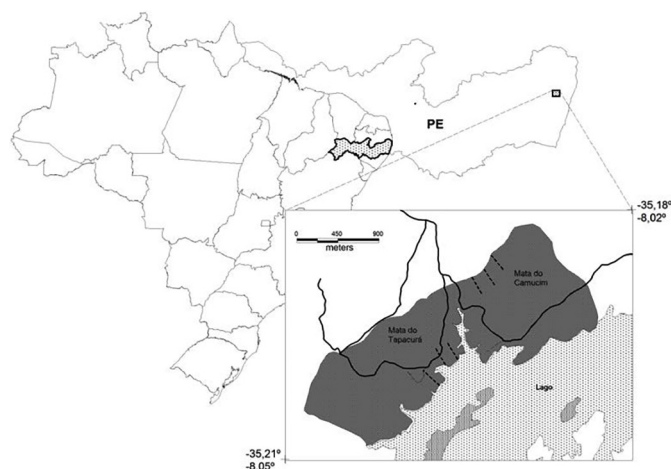 PE
-35,18º
-8,02º
0 450 900
meters
Mata do
Camucim
Mata do
Tapacurá
Lago
-35,21º
-8,05º